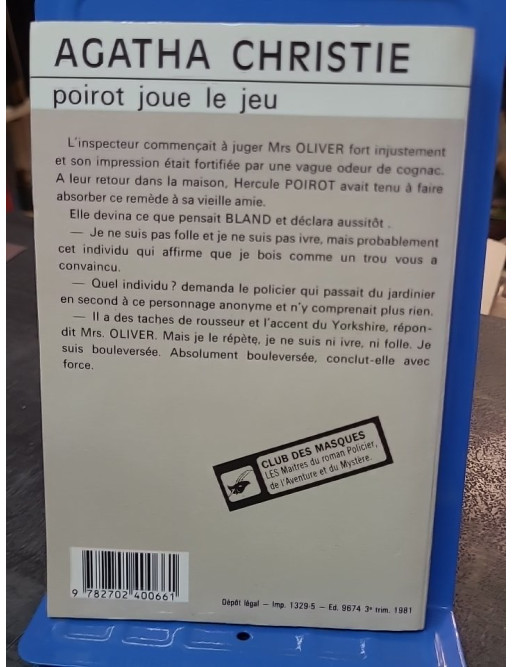 AGATHA CHRISTIE
poirot joue le jeu
L'inspecteur commençait à juger Mrs OLIVER fort injustement
et son impression était fortifiée par une vague odeur de cognac.
A leur retour dans la maison, Hercule POIROT avait tenu à faire
absorber ce remède à sa vieille amie.
Elle devina ce que pensait BLAND et déclara aussitôt .
— Je ne suis pas folle et je ne suis pas ivre, mais probablement
cet individu qui affirme que je bois comme un trou vous a
convaincu.
— Quel individu ? demanda le policier qui passait du jardinier
en second à ce personnage anonyme et n'y comprenait plus rien.
— Il a des taches de rousseur et l'accent du Yorkshire, répon-
dit Mrs. OLIVER. Mais je le répète, je ne suis ni ivre, ni folle. Je
suis bouleversée. Absolument bouleversée, conclut-elle avec
force.
CLUB DES MASQUES
LES Maîtres du roman Policier,
de l'Aventure et du Mystère.
9 782702 400661
Dépôt légal — Imp. 1329-5 — Ed. 9674 3e trim. 1981